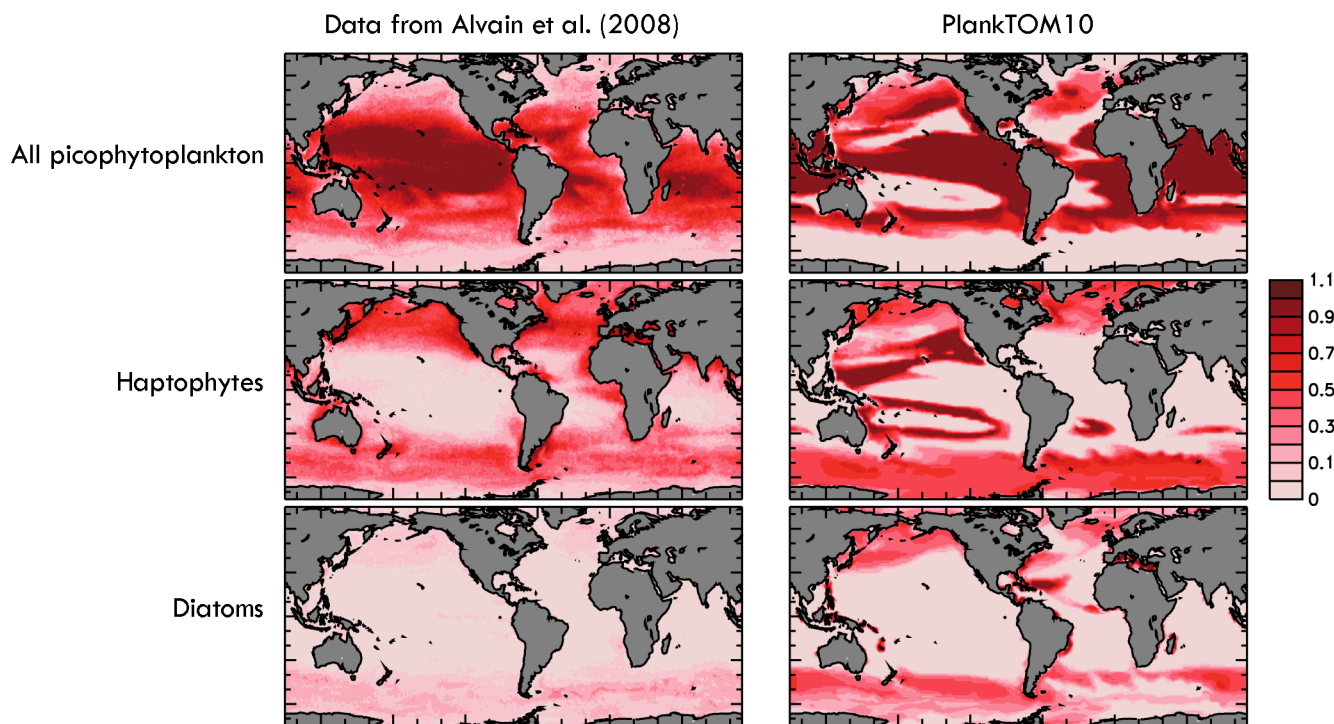 Data from Alvain et al. (2008)
PlankTOM10
All picophytoplankton
Haptophytes
Diatoms
1.1
0.9
0.7
0.5
0.3
0.1
0